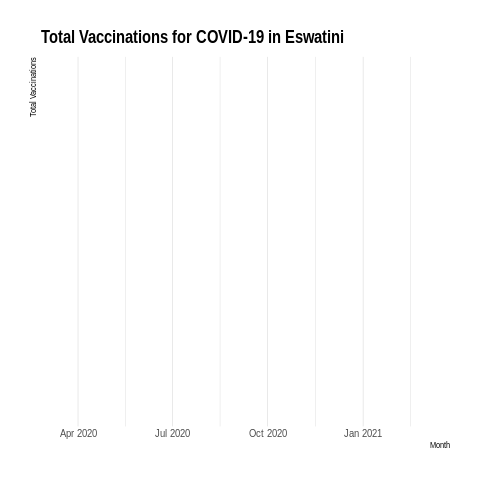 Total Vaccinations for COVID-19 in Eswatini
Total Vaccinations
Apr 2020
Jul 2020
Oct 2020
Jan 2021
Month